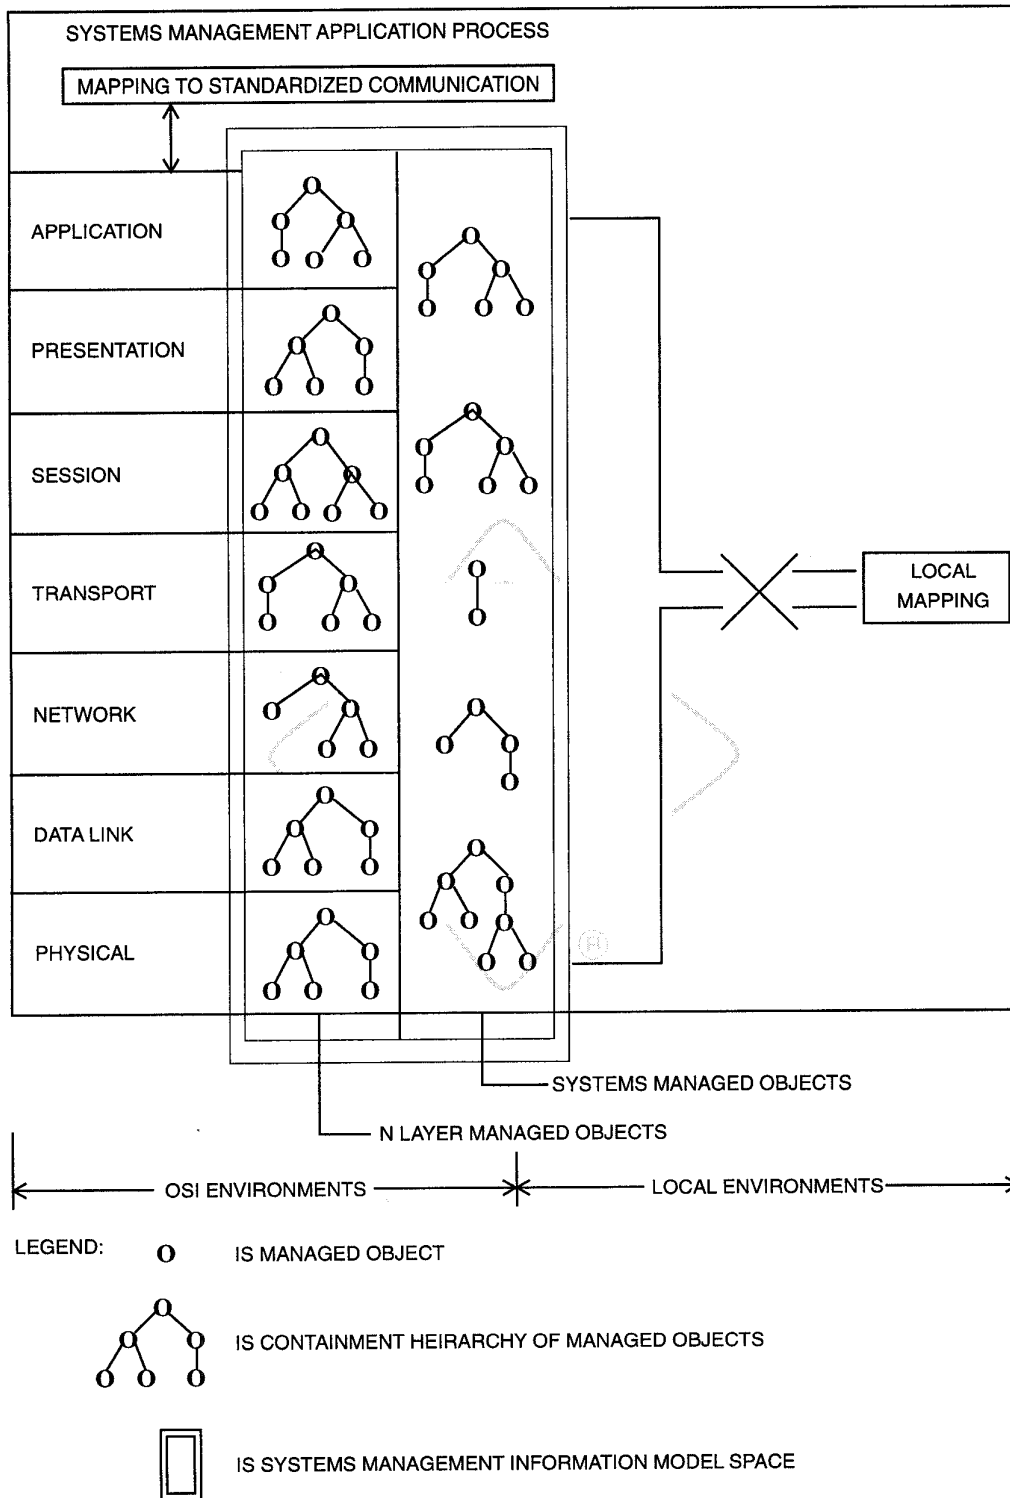 SYSTEMS MANAGEMENT APPLICATION PROCESS
MAPPING TO STANDARDIZED COMMUNICATION
APPLICATION
PRESENTATION
SESSION
TRANSPORT
NETWORK
DATA LINK
PHYSICAL
LOCAL
MAPPING
SYSTEMS MANAGED OBJECTS
N LAYER MANAGED OBJECTS
OSI ENVIRONMENTS
LOCAL ENVIRONMENTS
LEGEND:
O IS MANAGED OBJECT
IS CONTAINMENT HEIRARCHY OF MANAGED OBJECTS
IS SYSTEMS MANAGEMENT INFORMATION MODEL SPACE